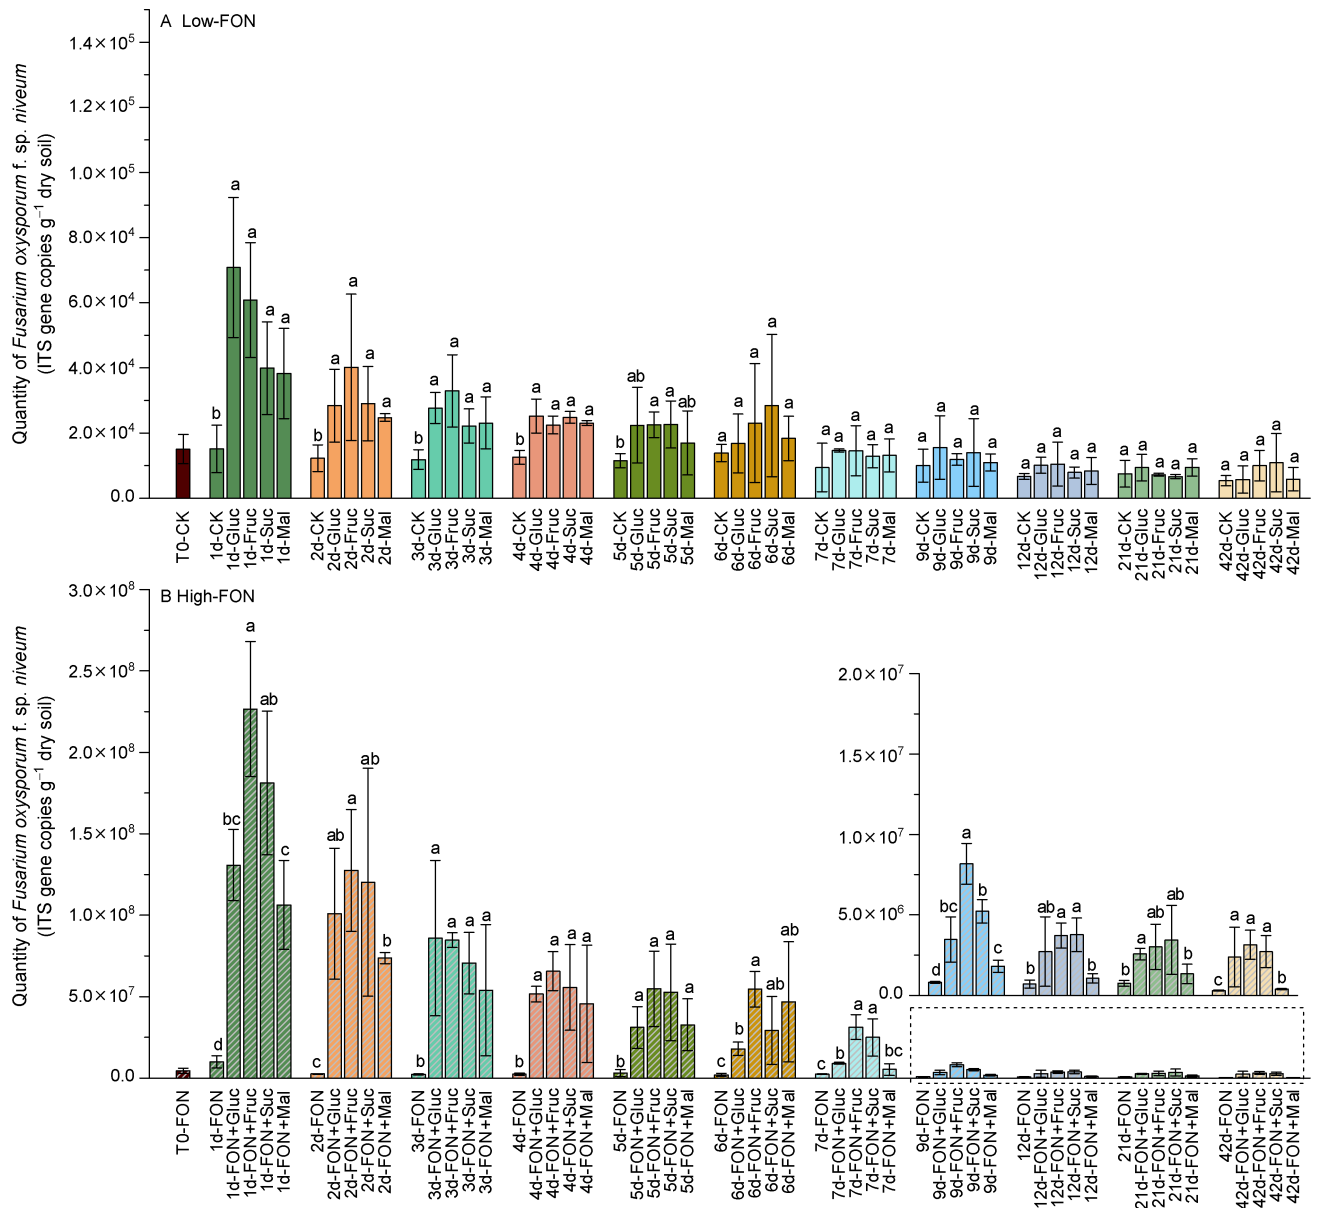 A Low-FON
1.4×10⁵
1.2×10⁵
1.0×10⁵
8.0×10⁴
6.0×10⁴
4.0×10⁴
2.0×10⁴
0.0
Quantity of Fusarium oxysporum f. sp. niveum
(ITS gene copies g⁻¹ dry soil)
b a a a a
b a a a a
b a a a a
b a a a a
b ab a a ab
a a a a a
a a a a a
a a a a a
a a a a a
a a a a a
a a a a a
T0-CK
1d-CK
1d-Gluc
1d-Fruc
1d-Suc
1d-Mal
2d-CK
2d-Gluc
2d-Fruc
2d-Suc
2d-Mal
3d-CK
3d-Gluc
3d-Fruc
3d-Suc
3d-Mal
4d-CK
4d-Gluc
4d-Fruc
4d-Suc
4d-Mal
5d-CK
5d-Gluc
5d-Fruc
5d-Suc
5d-Mal
6d-CK
6d-Gluc
6d-Fruc
6d-Suc
6d-Mal
7d-CK
7d-Gluc
7d-Fruc
7d-Suc
7d-Mal
9d-CK
9d-Gluc
9d-Fruc
9d-Suc
9d-Mal
12d-CK
12d-Gluc
12d-Fruc
12d-Suc
12d-Mal
21d-CK
21d-Gluc
21d-Fruc
21d-Suc
21d-Mal
42d-CK
42d-Gluc
42d-Fruc
42d-Suc
42d-Mal
B High-FON
3.0×10⁸
2.5×10⁸
2.0×10⁸
1.5×10⁸
1.0×10⁸
5.0×10⁷
0.0
Quantity of Fusarium oxysporum f. sp. niveum
(ITS gene copies g⁻¹ dry soil)
d bc a ab c
c ab a ab b
b a a a a
b a a a a
b a a a a
c b a ab ab
c b a a bc
2.0×10⁷
1.5×10⁷
1.0×10⁷
5.0×10⁶
0.0
d bc a b c
b ab a a b
b a ab ab b
c a a a b
T0-FON
1d-FON
1d-FON+Gluc
1d-FON+Fruc
1d-FON+Suc
1d-FON+Mal
2d-FON
2d-FON+Gluc
2d-FON+Fruc
2d-FON+Suc
2d-FON+Mal
3d-FON
3d-FON+Gluc
3d-FON+Fruc
3d-FON+Suc
3d-FON+Mal
4d-FON
4d-FON+Gluc
4d-FON+Fruc
4d-FON+Suc
4d-FON+Mal
5d-FON
5d-FON+Gluc
5d-FON+Fruc
5d-FON+Suc
5d-FON+Mal
6d-FON
6d-FON+Gluc
6d-FON+Fruc
6d-FON+Suc
6d-FON+Mal
7d-FON
7d-FON+Gluc
7d-FON+Fruc
7d-FON+Suc
7d-FON+Mal
9d-FON
9d-FON+Gluc
9d-FON+Fruc
9d-FON+Suc
9d-FON+Mal
12d-FON
12d-FON+Gluc
12d-FON+Fruc
12d-FON+Suc
12d-FON+Mal
21d-FON
21d-FON+Gluc
21d-FON+Fruc
21d-FON+Suc
21d-FON+Mal
42d-FON
42d-FON+Gluc
42d-FON+Fruc
42d-FON+Suc
42d-FON+Mal